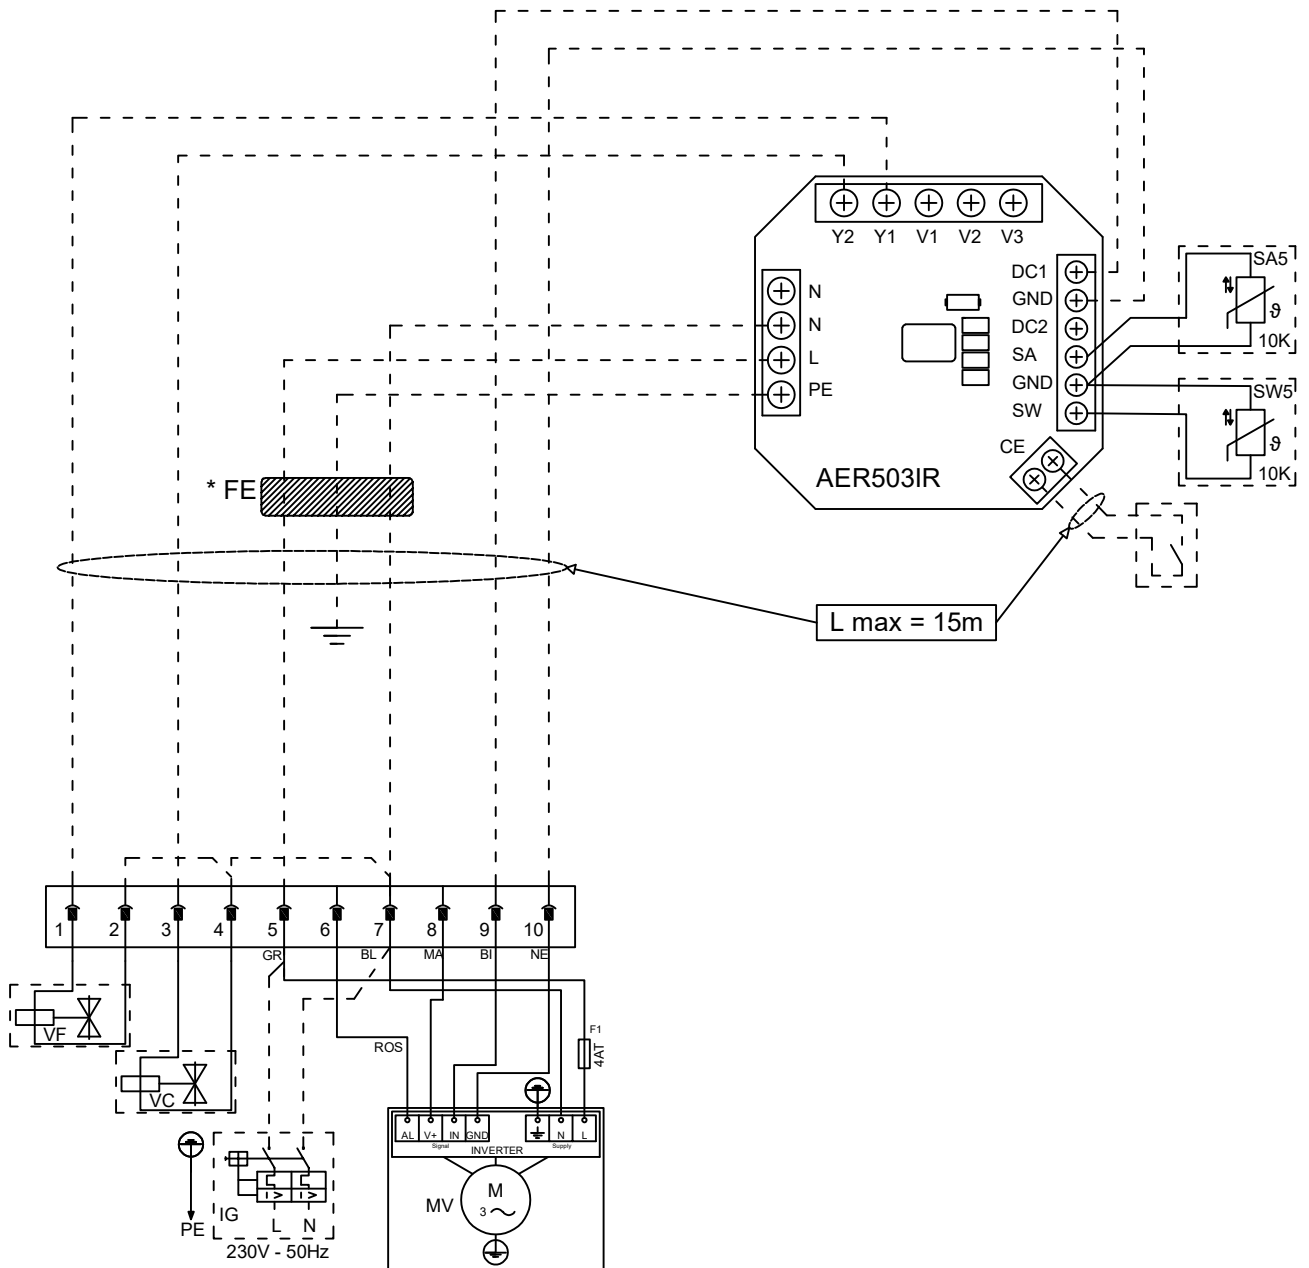 Y2 Y1 V1 V2 V3
N
N
L
PE
DC1
GND
DC2
SA
GND
SW
CE
AER503IR
SA5
ϑ
10K
SW5
ϑ
10K
* FE
L max = 15m
1 2 3 4 5 6 7 8 9 10
GR BL MA BI NE
VF
VC
ROS
F1
4AT
AL V+ IN GND N L
Signal Supply
INVERTER
M
3
MV
PE
IG
L N
230V - 50Hz